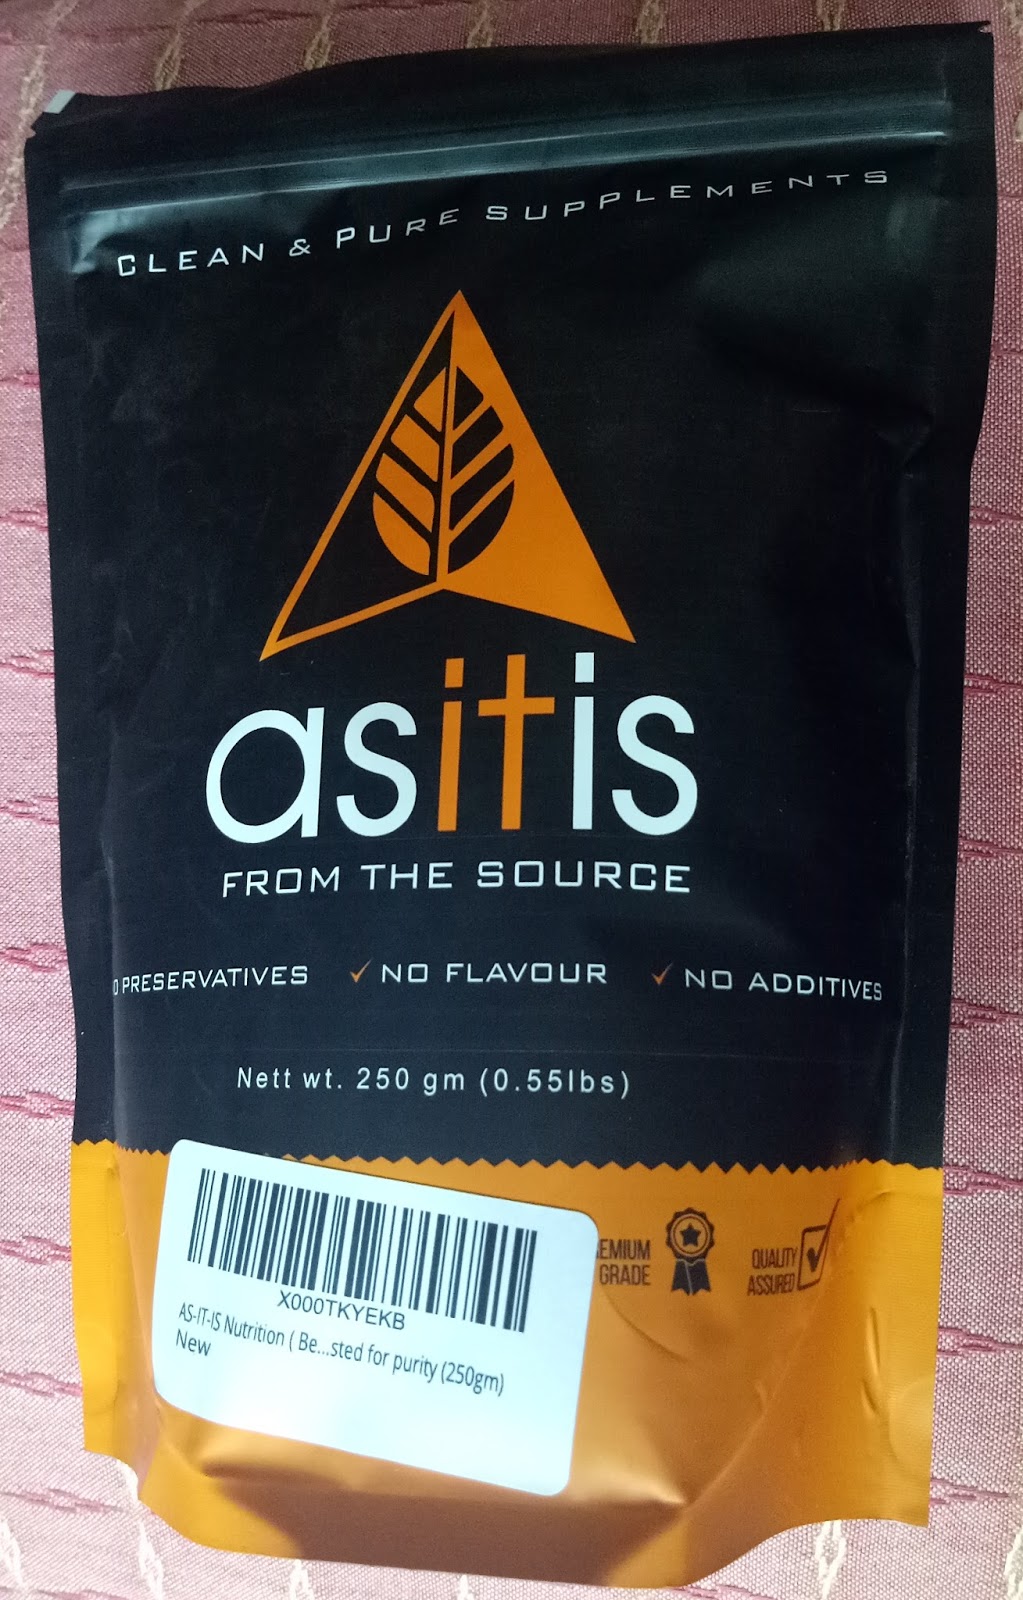 CLEAN & PURE SUPPLEMENTS
asitis
FROM THE SOURCE
PRESERVATIVES ✓ NO FLAVOUR ✓ NO ADDITIVES
Nett wt. 250 gm (0.55lbs)
GRADE
QUALITY
ASSURED
X000TKYEKB
AS-IT-IS Nutrition ( Be...sted for purity (250gm)
New